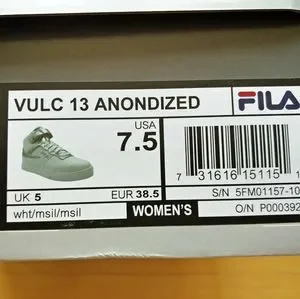 VULC 13 ANONDIZED
FILA
USA
7.5
UK 5
EUR 38.5
wht/msil/msil
WOMEN'S
7 31616 15115 1
S/N 5FM01157-10
O/N P000392